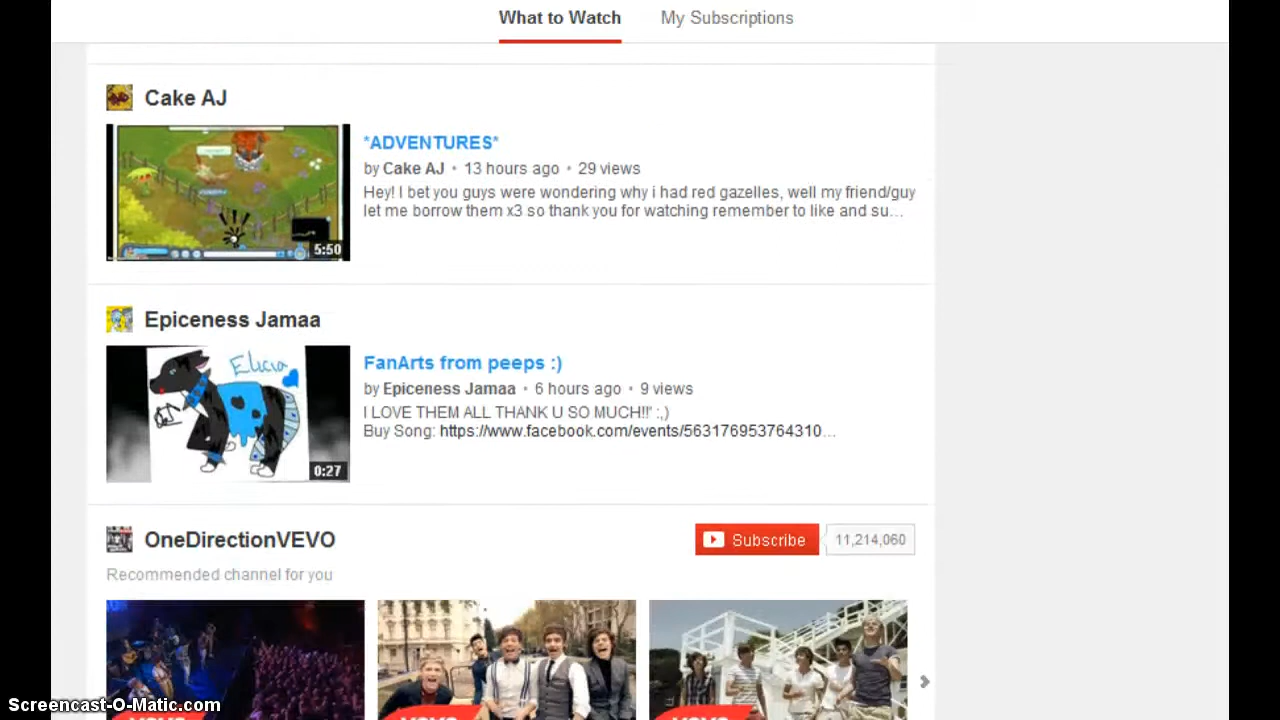 What to Watch My Subscriptions
Cake AJ
*ADVENTURES*
by Cake AJ • 13 hours ago • 29 views
Hey! I bet you guys were wondering why i had red gazelles, well my friend/guy
let me borrow them x3 so thank you for watching remember to like and su...
5:50
Epiceness Jamaa
Elicia
FanArts from peeps :)
by Epiceness Jamaa • 6 hours ago • 9 views
I LOVE THEM ALL THANK U SO MUCH!!' :,)
Buy Song: https://www.facebook.com/events/563176953764310...
0:27
OneDirectionVEVO Subscribe 11,214,060
Recommended channel for you
vevo vevo vevo
Screencast-O-Matic.com